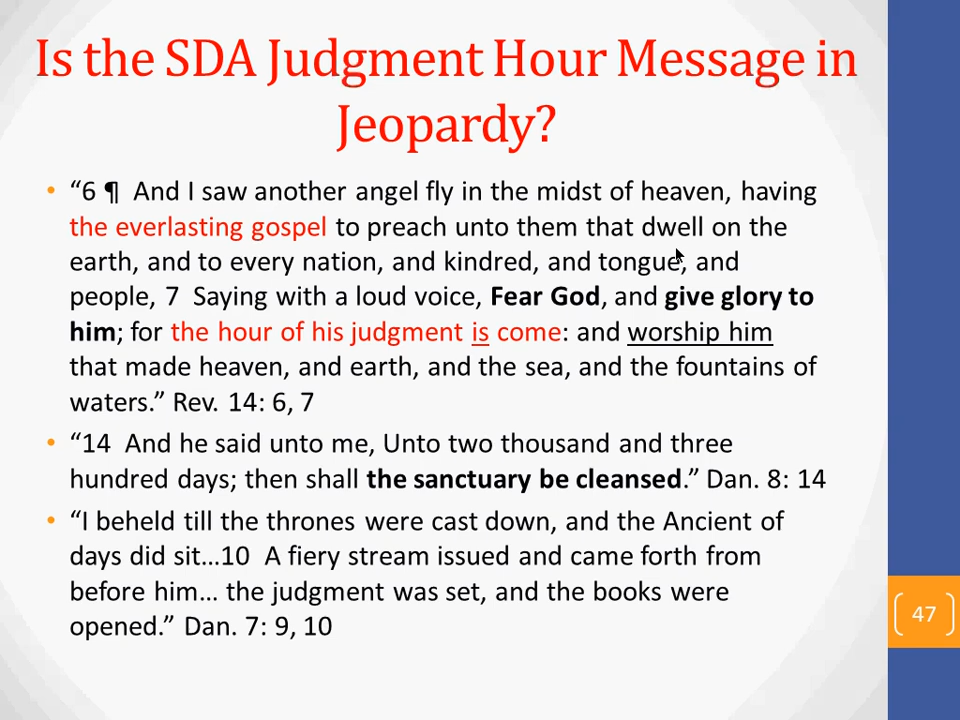 Is the SDA Judgment Hour Message in
Jeopardy?
• “6 ¶  And I saw another angel fly in the midst of heaven, having
the everlasting gospel to preach unto them that dwell on the
earth, and to every nation, and kindred, and tongue, and
people, 7  Saying with a loud voice, Fear God, and give glory to
him; for the hour of his judgment is come: and worship him
that made heaven, and earth, and the sea, and the fountains of
waters.” Rev. 14: 6, 7
• “14  And he said unto me, Unto two thousand and three
hundred days; then shall the sanctuary be cleansed.” Dan. 8: 14
• “I beheld till the thrones were cast down, and the Ancient of
days did sit…10  A fiery stream issued and came forth from
before him… the judgment was set, and the books were
opened.” Dan. 7: 9, 10
47